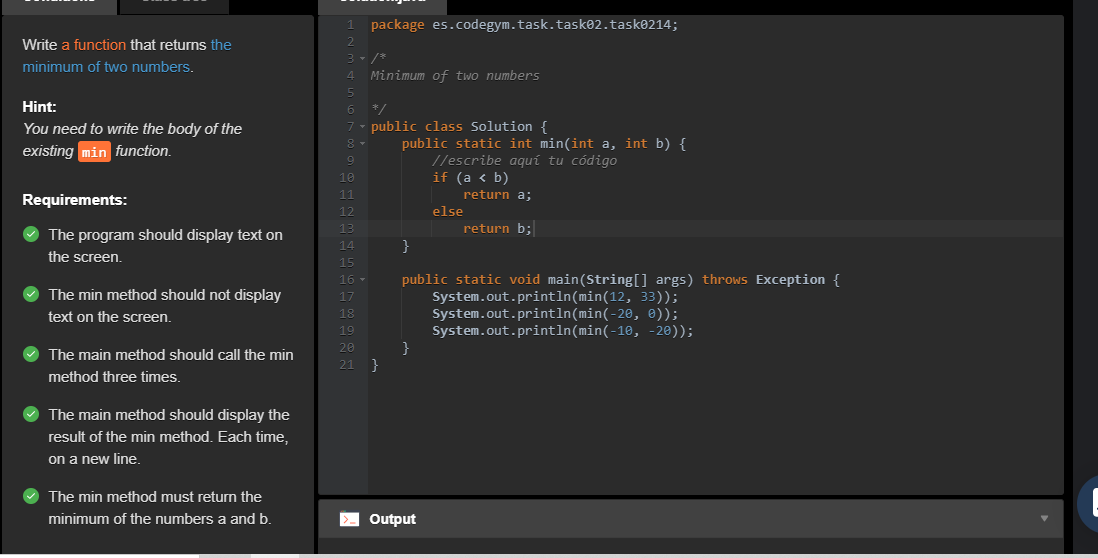 Write a function that returns the
minimum of two numbers.
Hint:
You need to write the body of the
existing min function.
Requirements:
The program should display text on
the screen.
The min method should not display
text on the screen.
The main method should call the min
method three times.
The main method should display the
result of the min method. Each time,
on a new line.
The min method must return the
minimum of the numbers a and b.
1 package es.codegym.task.task02.task0214;
2
3 /*
4 Minimum of two numbers
5
6 */
7 public class Solution {
8 public static int min(int a, int b) {
9 //escribe aquí tu código
10 if (a < b)
11 return a;
12 else
13 return b;
14 }
15
16 public static void main(String[] args) throws Exception {
17 System.out.println(min(12, 33));
18 System.out.println(min(-20, 0));
19 System.out.println(min(-10, -20));
20 }
21 }
Output